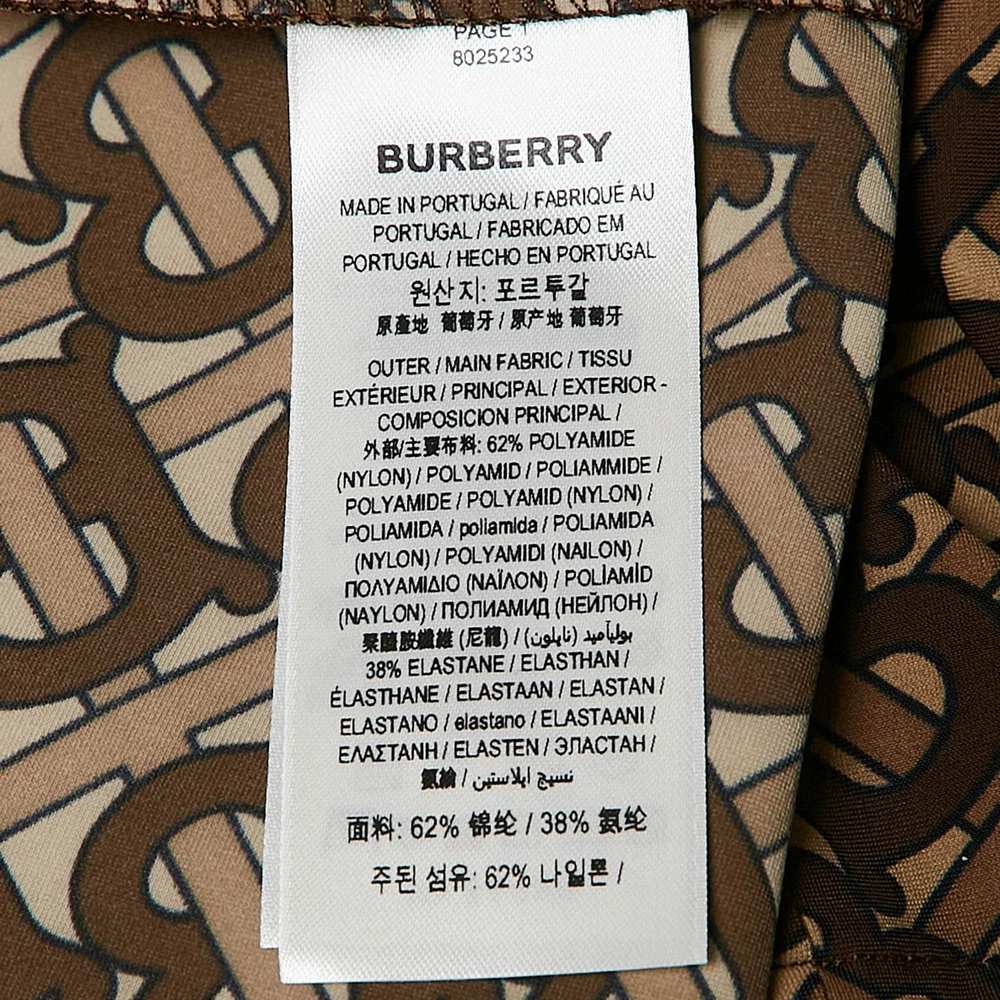 PAGE 1
8025233
BURBERRY
MADE IN PORTUGAL / FABRIQUÉ AU
PORTUGAL / FABRICADO EM
PORTUGAL / HECHO EN PORTUGAL
원산지: 포르투갈
原產地 葡萄牙 / 原产地 葡萄牙
OUTER / MAIN FABRIC / TISSU
EXTÉRIEUR / PRINCIPAL / EXTERIOR -
COMPOSICION PRINCIPAL /
外部/主要布料: 62% POLYAMIDE
(NYLON) / POLYAMID / POLIAMMIDE /
POLYAMIDE / POLYAMID (NYLON) /
POLIAMIDA / poliamida / POLIAMIDA
(NYLON) / POLYAMIDI (NAILON) /
ΠΟΛΥΑΜΙΔΙΟ (ΝΑΪΛΟΝ) / POLİAMİD
(NAYLON) / ПОЛИАМИД (НЕЙЛОН) /
聚醯胺纖維 (尼龍) / بوليآميد (نايلون)
38% ELASTANE / ELASTHAN /
ÉLASTHANE / ELASTAAN / ELASTAN /
ELASTANO / elastano / ELASTAANI /
ΕΛΑΣΤΑΝΗ / ELASTEN / ЭЛАСТАН /
氨綸 / نسيج ايلاستين
面料: 62% 锦纶 / 38% 氨纶
주된 섬유: 62% 나일론 /